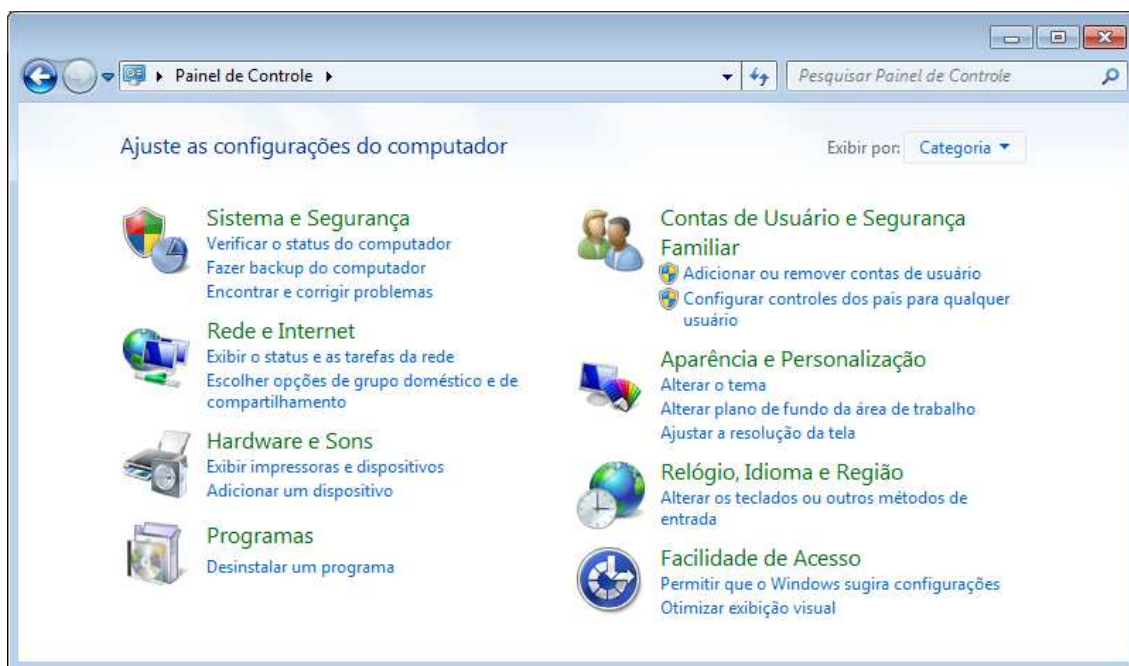 Painel de Controle
Pesquisar Painel de Controle
Ajuste as configurações do computador
Exibir por: Categoria
Sistema e Segurança
Verificar o status do computador
Fazer backup do computador
Encontrar e corrigir problemas
Rede e Internet
Exibir o status e as tarefas da rede
Escolher opções de grupo doméstico e de
compartilhamento
Hardware e Sons
Exibir impressoras e dispositivos
Adicionar um dispositivo
Programas
Desinstalar um programa
Contas de Usuário e Segurança
Familiar
Adicionar ou remover contas de usuário
Configurar controles dos pais para qualquer
usuário
Aparência e Personalização
Alterar o tema
Alterar plano de fundo da área de trabalho
Ajustar a resolução da tela
Relógio, Idioma e Região
Alterar os teclados ou outros métodos de
entrada
Facilidade de Acesso
Permitir que o Windows sugira configurações
Otimizar exibição visual